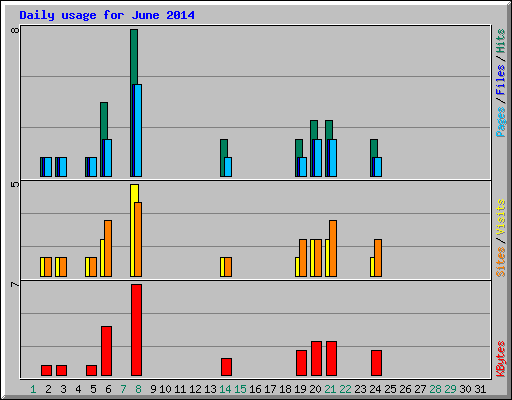 Daily usage for June 2014
8
Pages / Files / Hits
5
Sites / Visits
7
KBytes
1 2 3 4 5 6 7 8 9 10 11 12 13 14 15 16 17 18 19 20 21 22 23 24 25 26 27 28 29 30 31